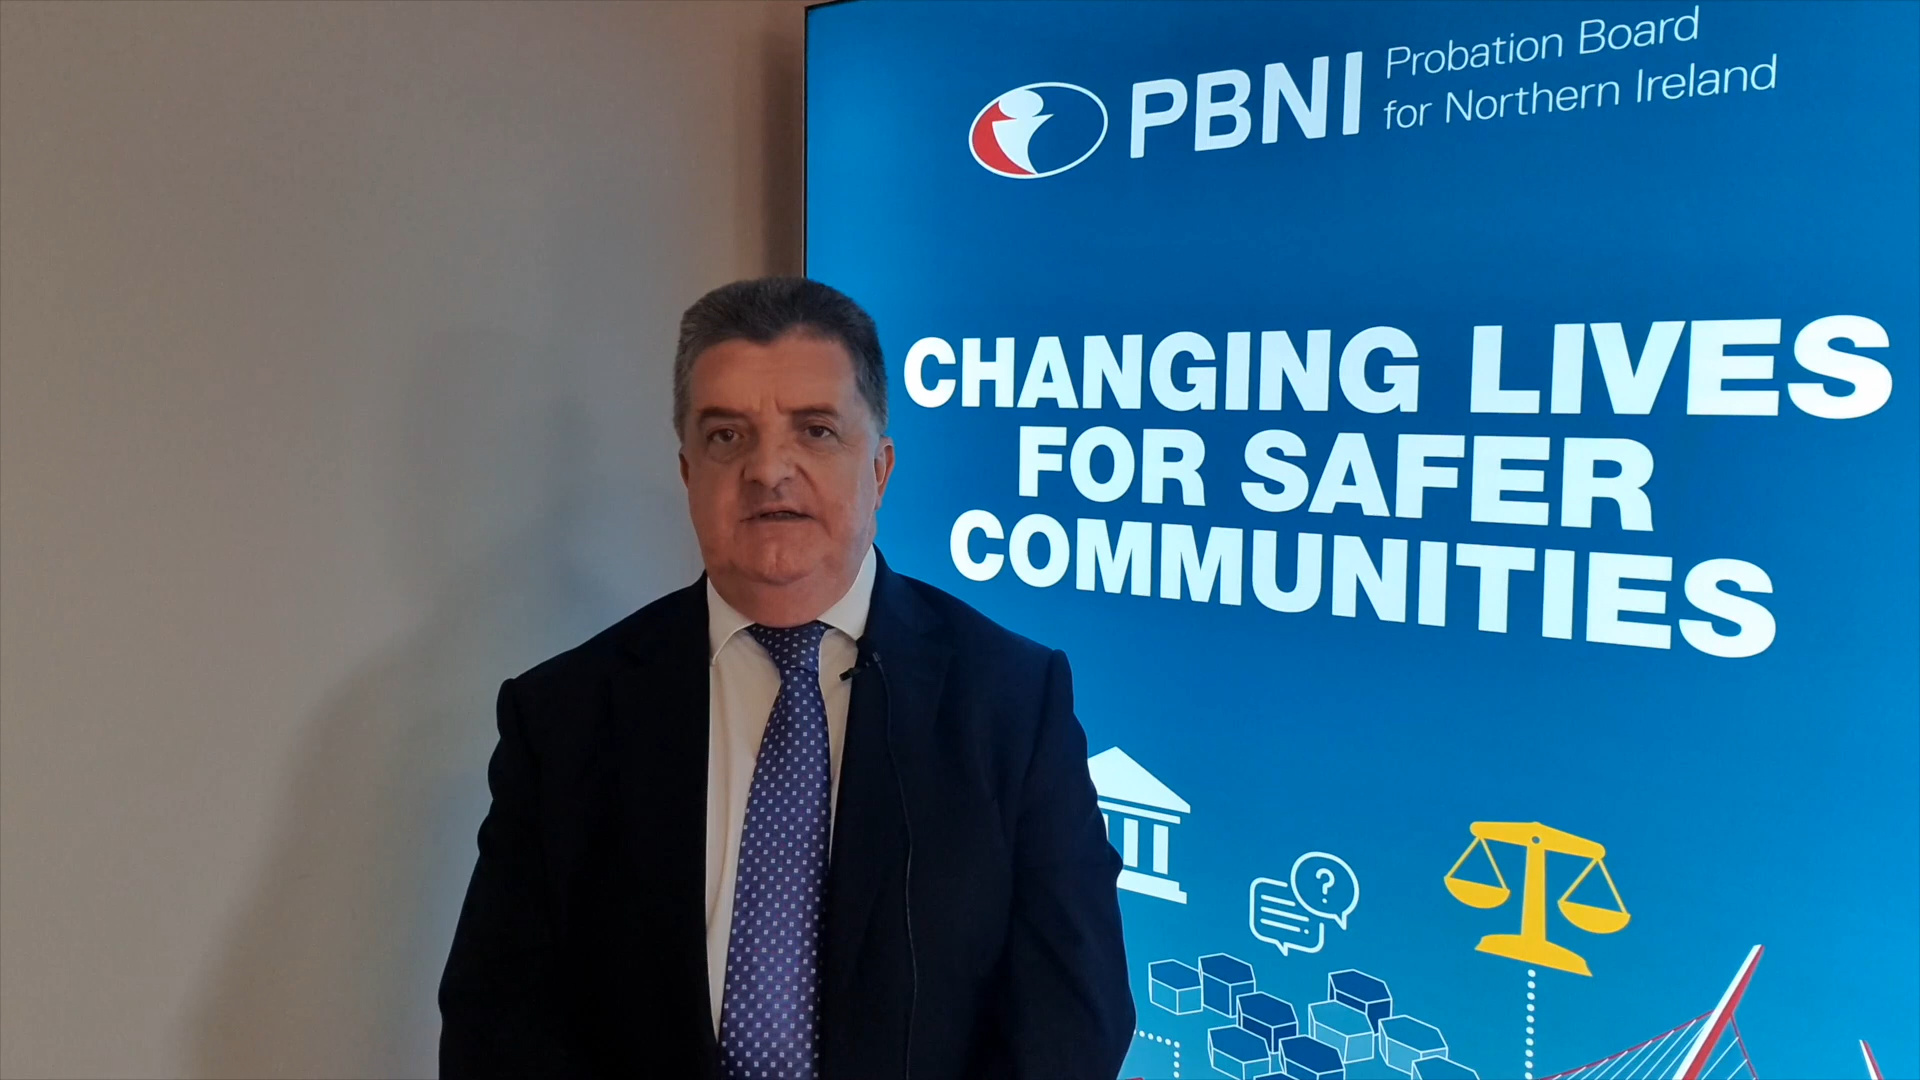 PBNI
Probation Board
for Northern Ireland
CHANGING LIVES
FOR SAFER
COMMUNITIES
?